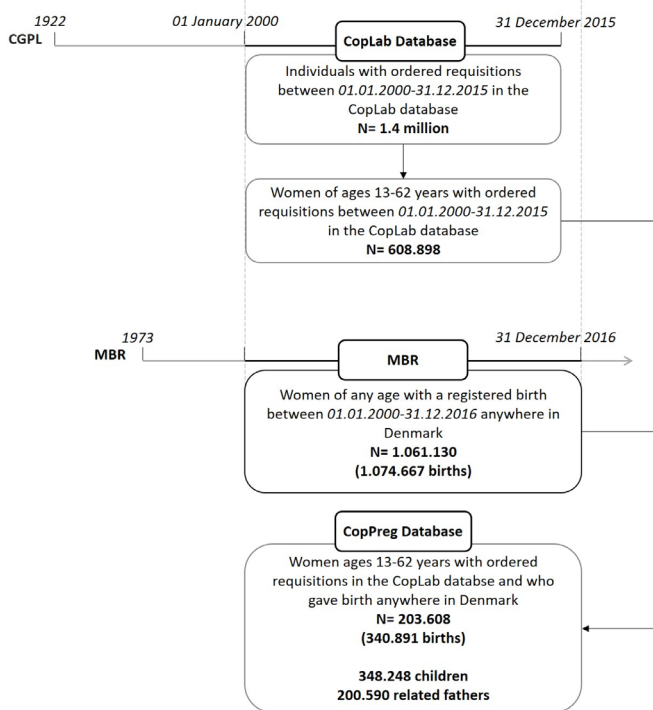 1922
01 January 2000
31 December 2015
CGPL
CopLab Database
Individuals with ordered requisitions
between 01.01.2000-31.12.2015 in the
CopLab database
N= 1.4 million
Women of ages 13-62 years with ordered
requisitions between 01.01.2000-31.12.2015
in the CopLab database
N= 608.898
1973
31 December 2016
MBR
MBR
Women of any age with a registered birth
between 01.01.2000-31.12.2016 anywhere in
Denmark
N= 1.061.130
(1.074.667 births)
CopPreg Database
Women ages 13-62 years with ordered
requisitions in the CopLab databse and who
gave birth anywhere in Denmark
N= 203.608
(340.891 births)
348.248 children
200.590 related fathers